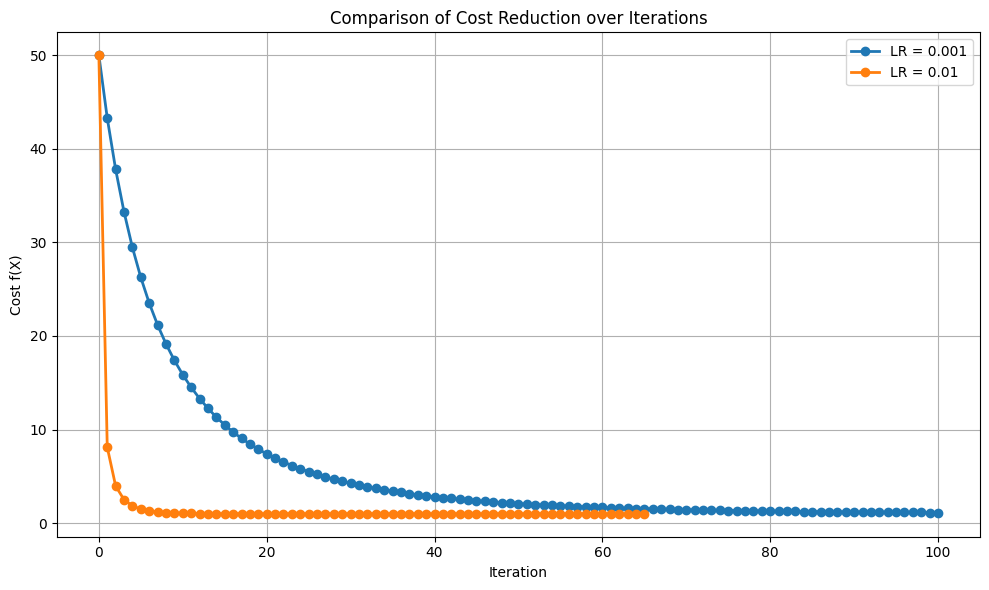 Comparison of Cost Reduction over Iterations
LR = 0.001
LR = 0.01
Cost f(X)
50
40
30
20
10
0
0 20 40 60 80 100
Iteration